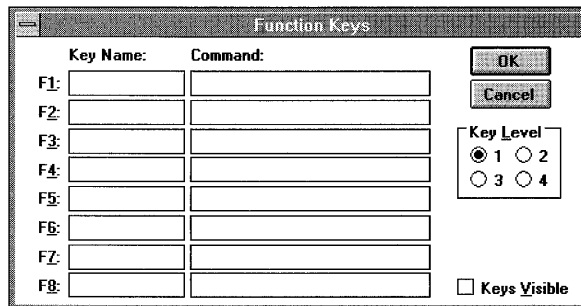 Function Keys
Key Name: Command:
OK
F1:
Cancel
F2:
Key Level
F3:
1 2
F4:
3 4
F5:
F6:
F7:
F8:
Keys Visible